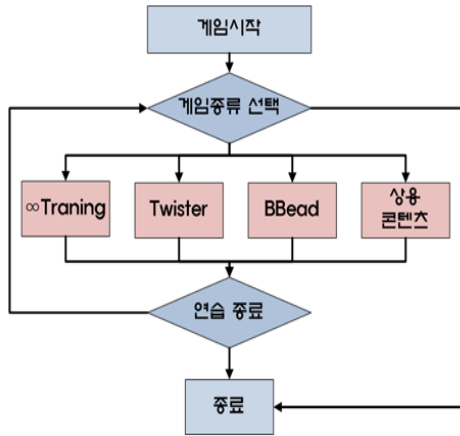 게임시작
게임종류 선택
∞Traning
Twister
BBead
상용
콘텐츠
연습 종료
종료